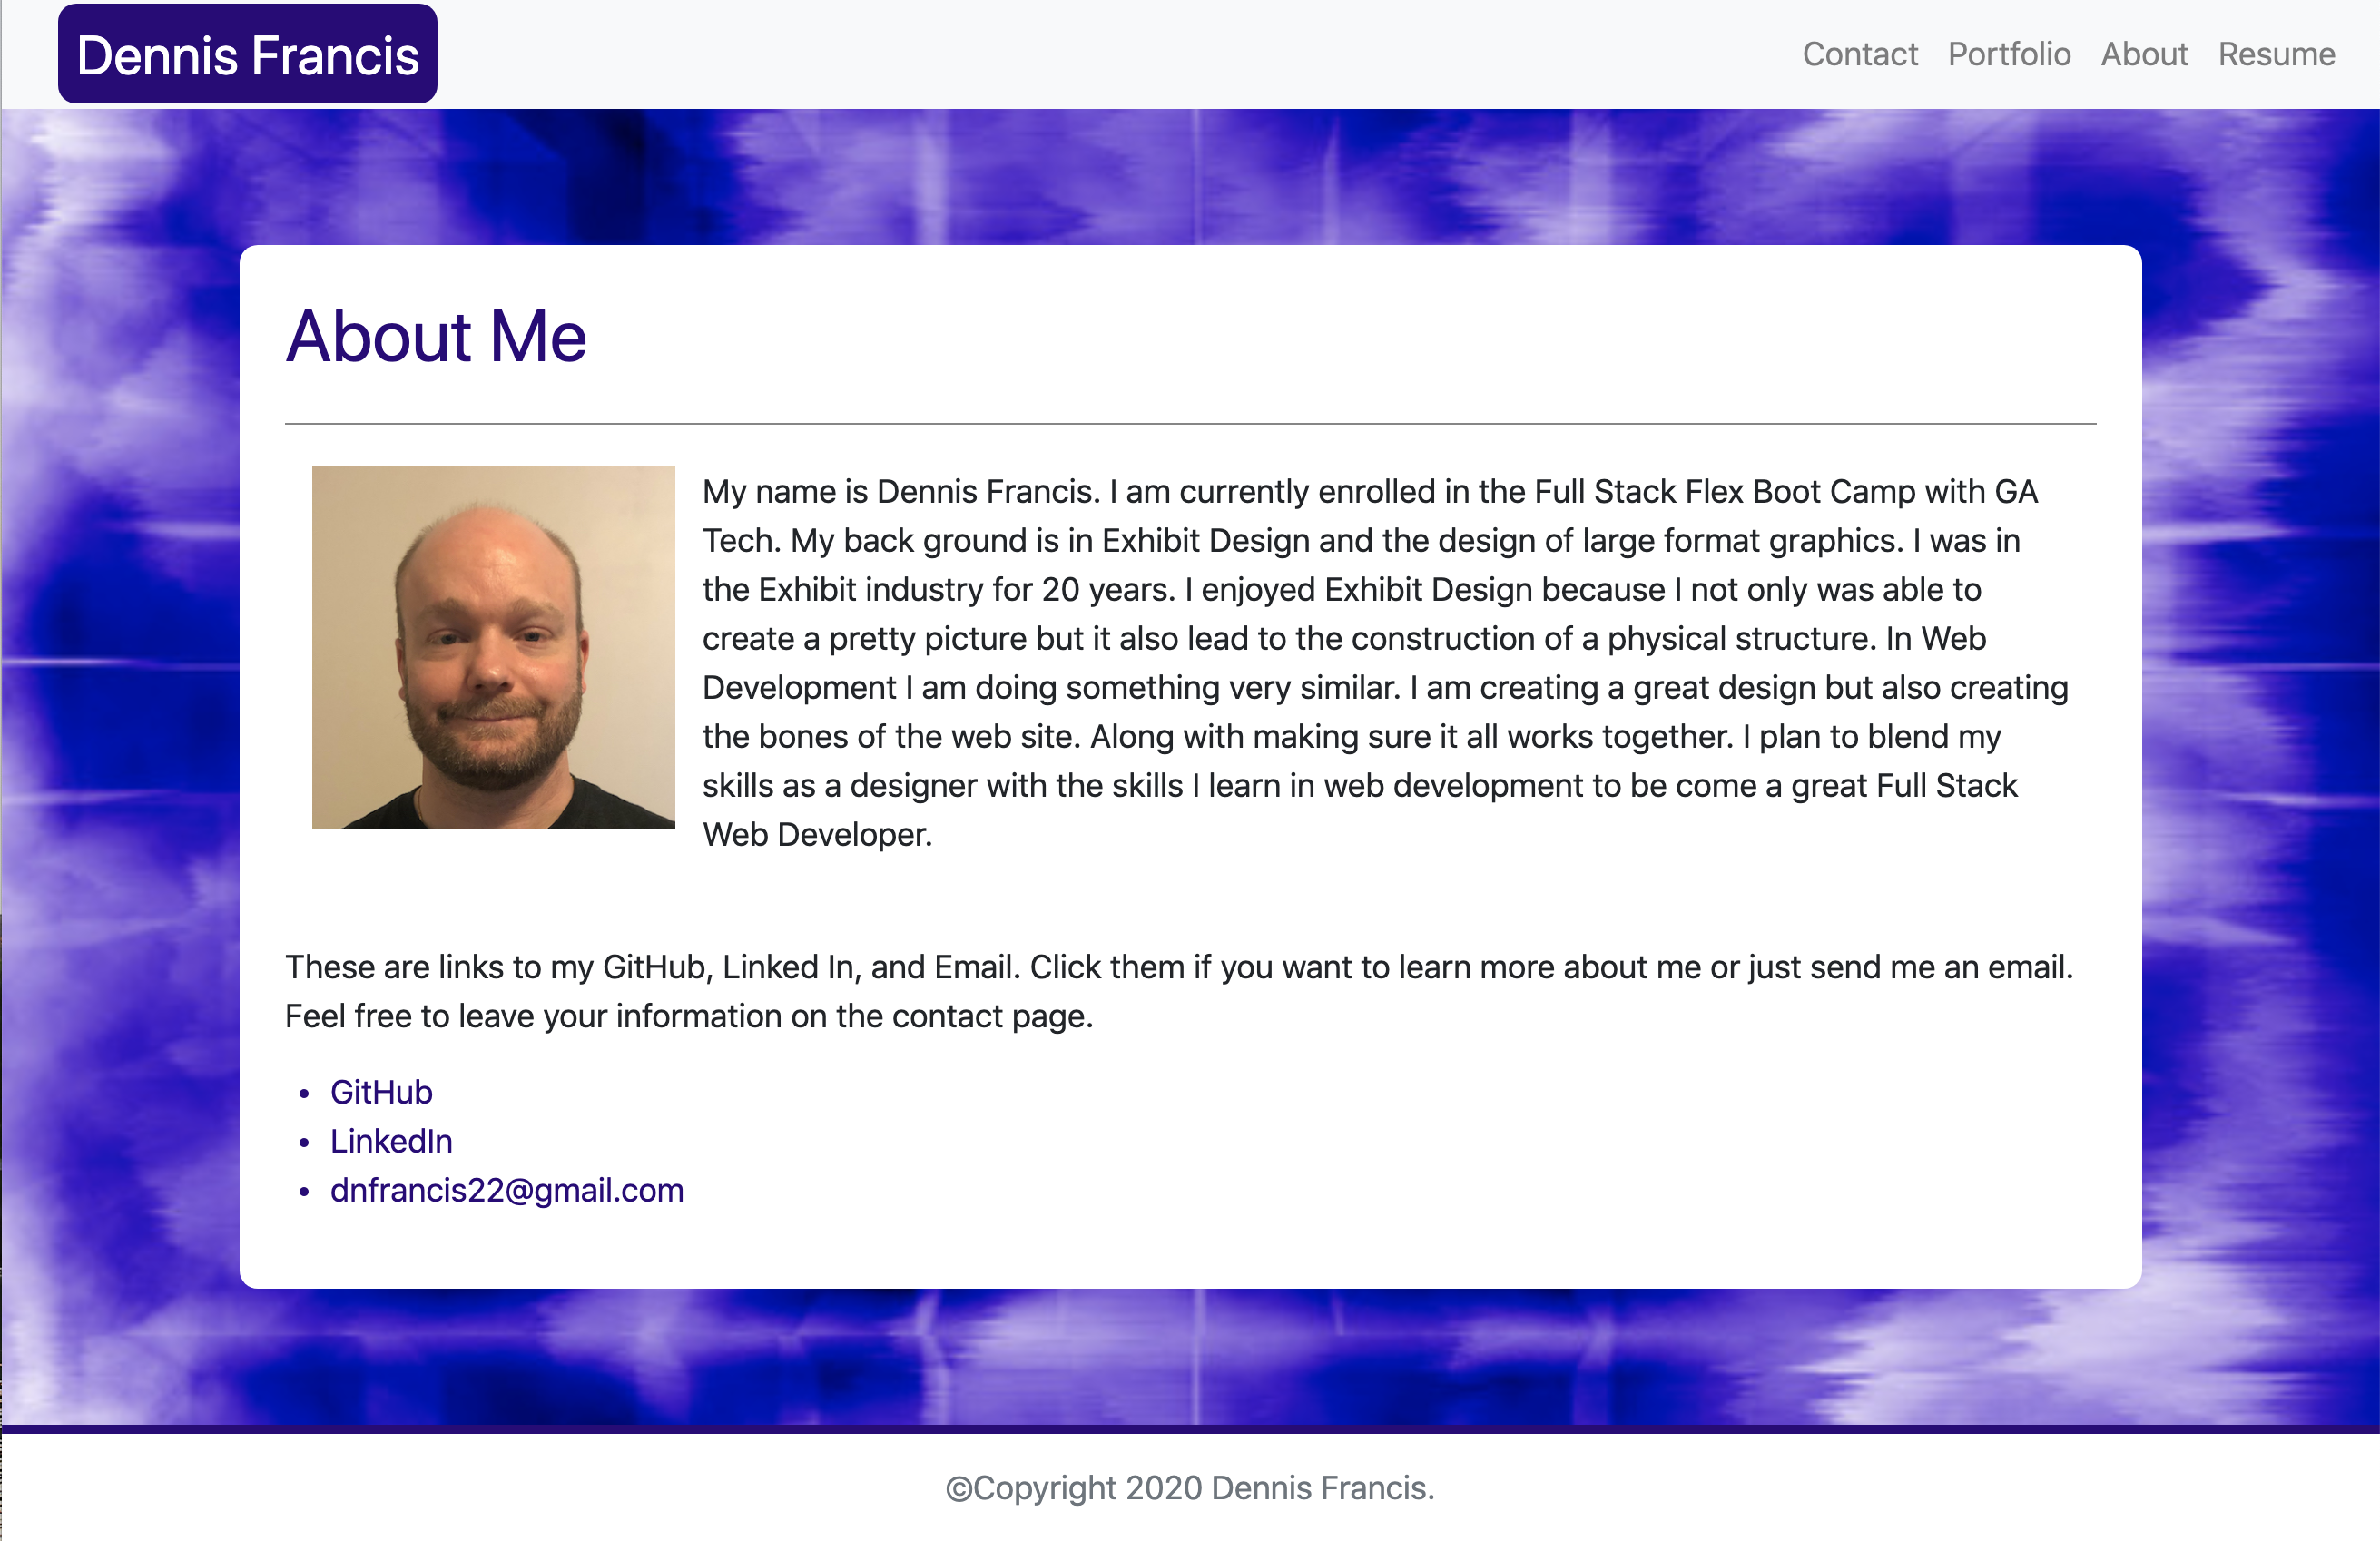 Dennis Francis
Contact Portfolio About Resume
About Me
My name is Dennis Francis. I am currently enrolled in the Full Stack Flex Boot Camp with GA
Tech. My back ground is in Exhibit Design and the design of large format graphics. I was in
the Exhibit industry for 20 years. I enjoyed Exhibit Design because I not only was able to
create a pretty picture but it also lead to the construction of a physical structure. In Web
Development I am doing something very similar. I am creating a great design but also creating
the bones of the web site. Along with making sure it all works together. I plan to blend my
skills as a designer with the skills I learn in web development to be come a great Full Stack
Web Developer.
These are links to my GitHub, Linked In, and Email. Click them if you want to learn more about me or just send me an email.
Feel free to leave your information on the contact page.
• GitHub
• LinkedIn
• dnfrancis22@gmail.com
©Copyright 2020 Dennis Francis.